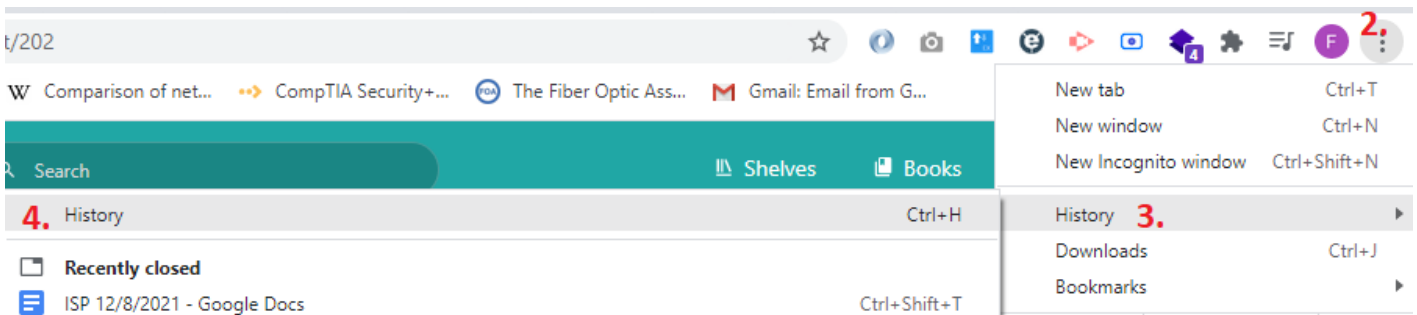 t/202
4
F
2.
W Comparison of net... CompTIA Security+... FOA The Fiber Optic Ass... M Gmail: Email from G...
New tab Ctrl+T
New window Ctrl+N
New Incognito window Ctrl+Shift+N
Search Shelves Books
4. History Ctrl+H
History 3.
Downloads Ctrl+J
Bookmarks
Recently closed
ISP 12/8/2021 - Google Docs Ctrl+Shift+T